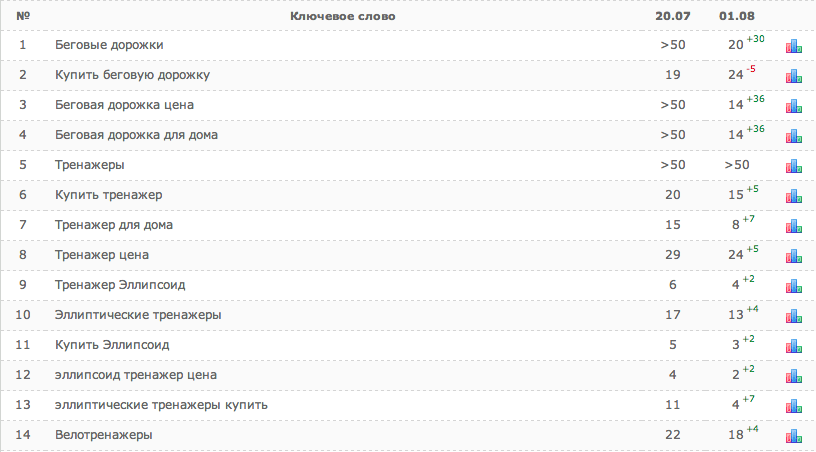 № Ключевое слово 20.07 01.08
1 Беговые дорожки >50 20 +30
2 Купить беговую дорожку 19 24 -5
3 Беговая дорожка цена >50 14 +36
4 Беговая дорожка для дома >50 14 +36
5 Тренажеры >50 >50
6 Купить тренажер 20 15 +5
7 Тренажер для дома 15 8 +7
8 Тренажер цена 29 24 +5
9 Тренажер Эллипсоид 6 4 +2
10 Эллиптические тренажеры 17 13 +4
11 Купить Эллипсоид 5 3 +2
12 эллипсоид тренажер цена 4 2 +2
13 эллиптические тренажеры купить 11 4 +7
14 Велотренажеры 22 18 +4